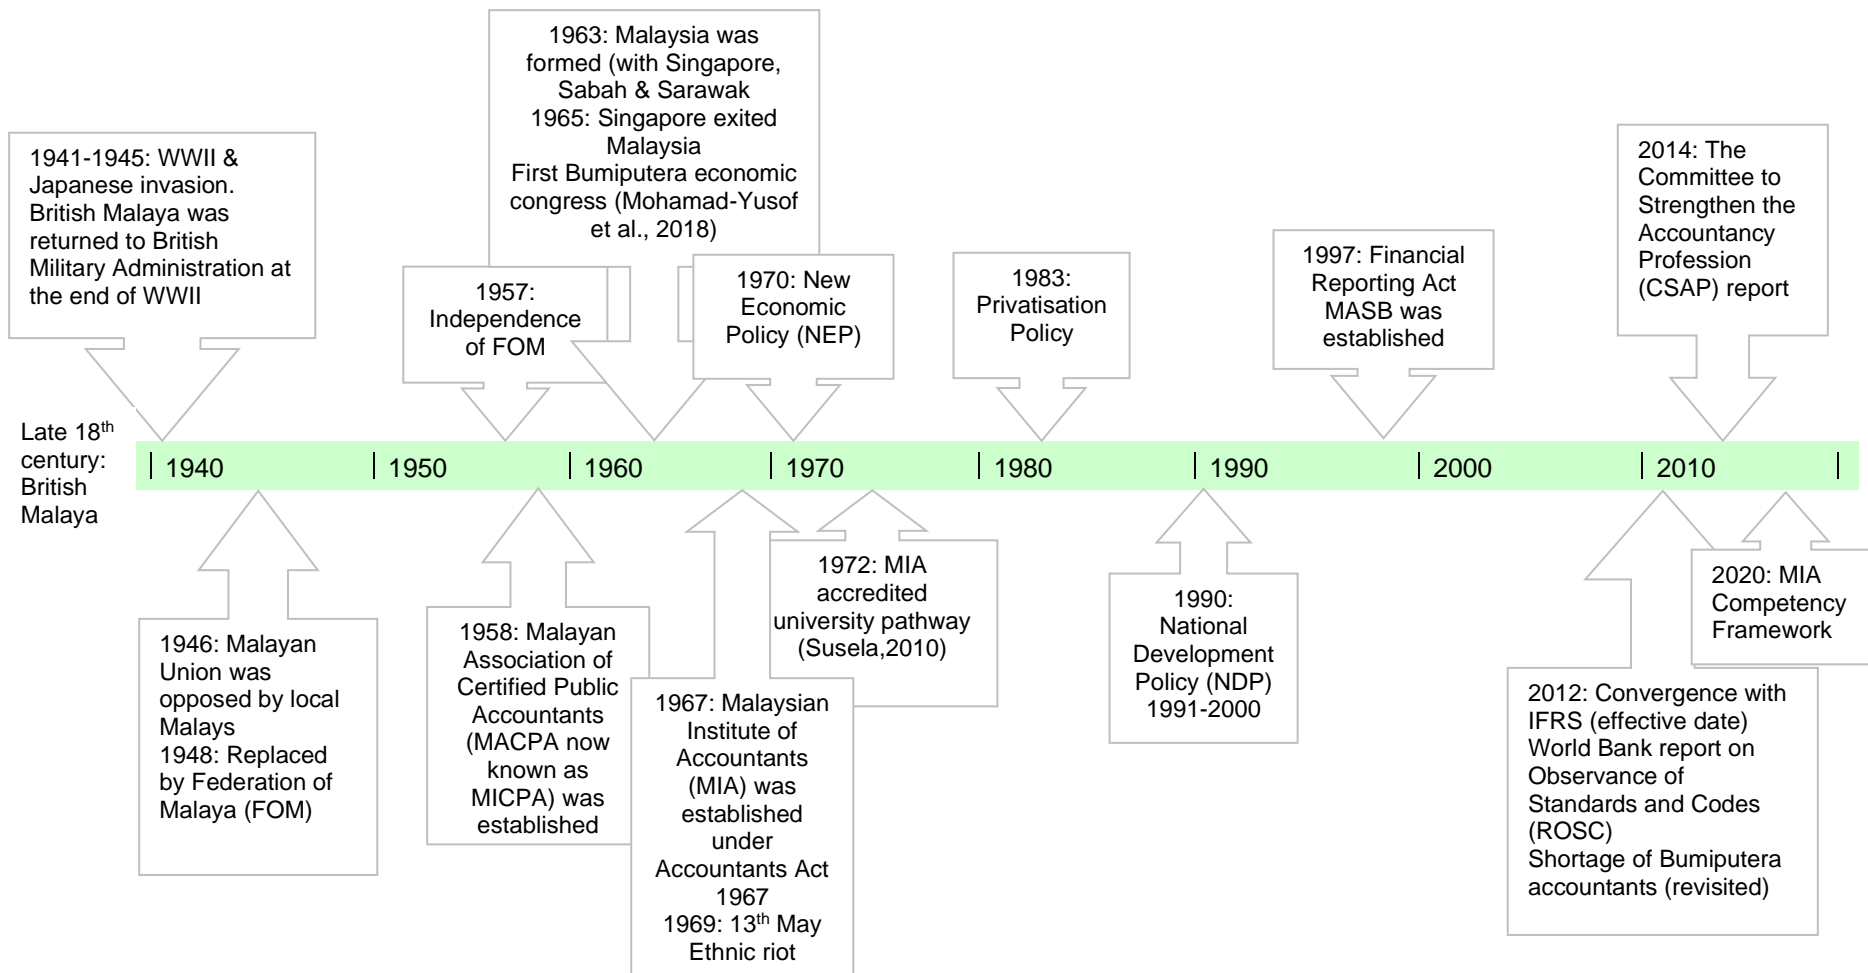 1963: Malaysia was
formed (with Singapore,
Sabah & Sarawak
1965: Singapore exited
Malaysia
First Bumiputera economic
congress (Mohamad-Yusof
et al., 2018)
1941-1945: WWII &
Japanese invasion.
British Malaya was
returned to British
Military Administration at
the end of WWII
1957:
Independence
of FOM
1970: New
Economic
Policy (NEP)
1983:
Privatisation
Policy
1997: Financial
Reporting Act
MASB was
established
2014: The
Committee to
Strengthen the
Accountancy
Profession
(CSAP) report
Late 18th
century:
British
Malaya
| 1940 | 1950 | 1960 | 1970 | 1980 | 1990 | 2000 | 2010 |
1946: Malayan
Union was
opposed by local
Malays
1948: Replaced
by Federation of
Malaya (FOM)
1958: Malayan
Association of
Certified Public
Accountants
(MACPA now
known as
MICPA) was
established
1967: Malaysian
Institute of
Accountants
(MIA) was
established
under
Accountants Act
1967
1969: 13th May
Ethnic riot
1972: MIA
accredited
university pathway
(Susela,2010)
1990:
National
Development
Policy (NDP)
1991-2000
2012: Convergence with
IFRS (effective date)
World Bank report on
Observance of
Standards and Codes
(ROSC)
Shortage of Bumiputera
accountants (revisited)
2020: MIA
Competency
Framework